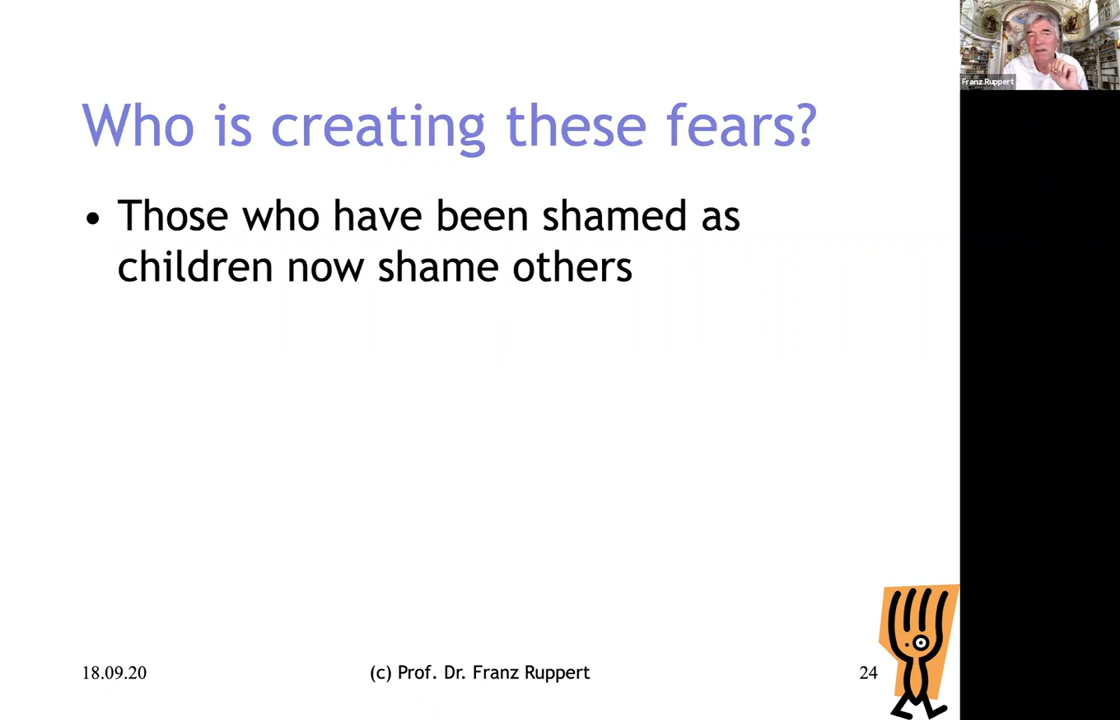 Franz Ruppert
Who is creating these fears?
• Those who have been shamed as
children now shame others
18.09.20
(c) Prof. Dr. Franz Ruppert
24